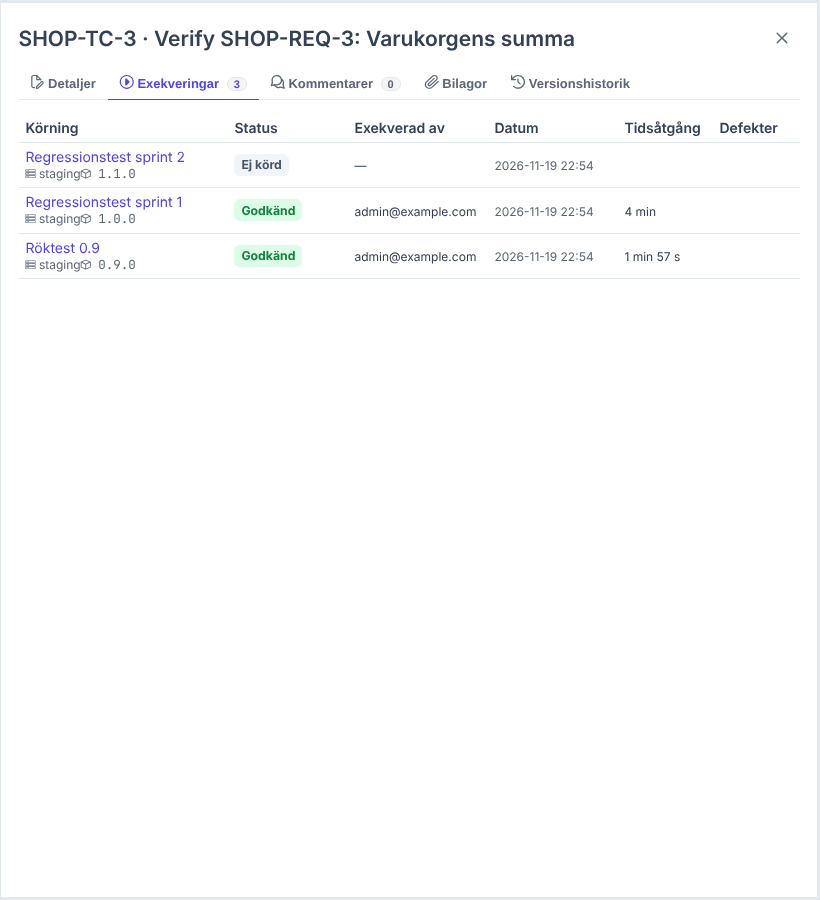 SHOP-TC-3 · Verify SHOP-REQ-3: Varukorgens summa
Detaljer Exekveringar 3 Kommentarer 0 Bilagor Versionshistorik
Körning Status Exekverad av Datum Tidsåtgång Defekter
Regressionstest sprint 2 Ej körd — 2026-11-19 22:54
staging 1.1.0
Regressionstest sprint 1 Godkänd admin@example.com 2026-11-19 22:54 4 min
staging 1.0.0
Röktest 0.9 Godkänd admin@example.com 2026-11-19 22:54 1 min 57 s
staging 0.9.0